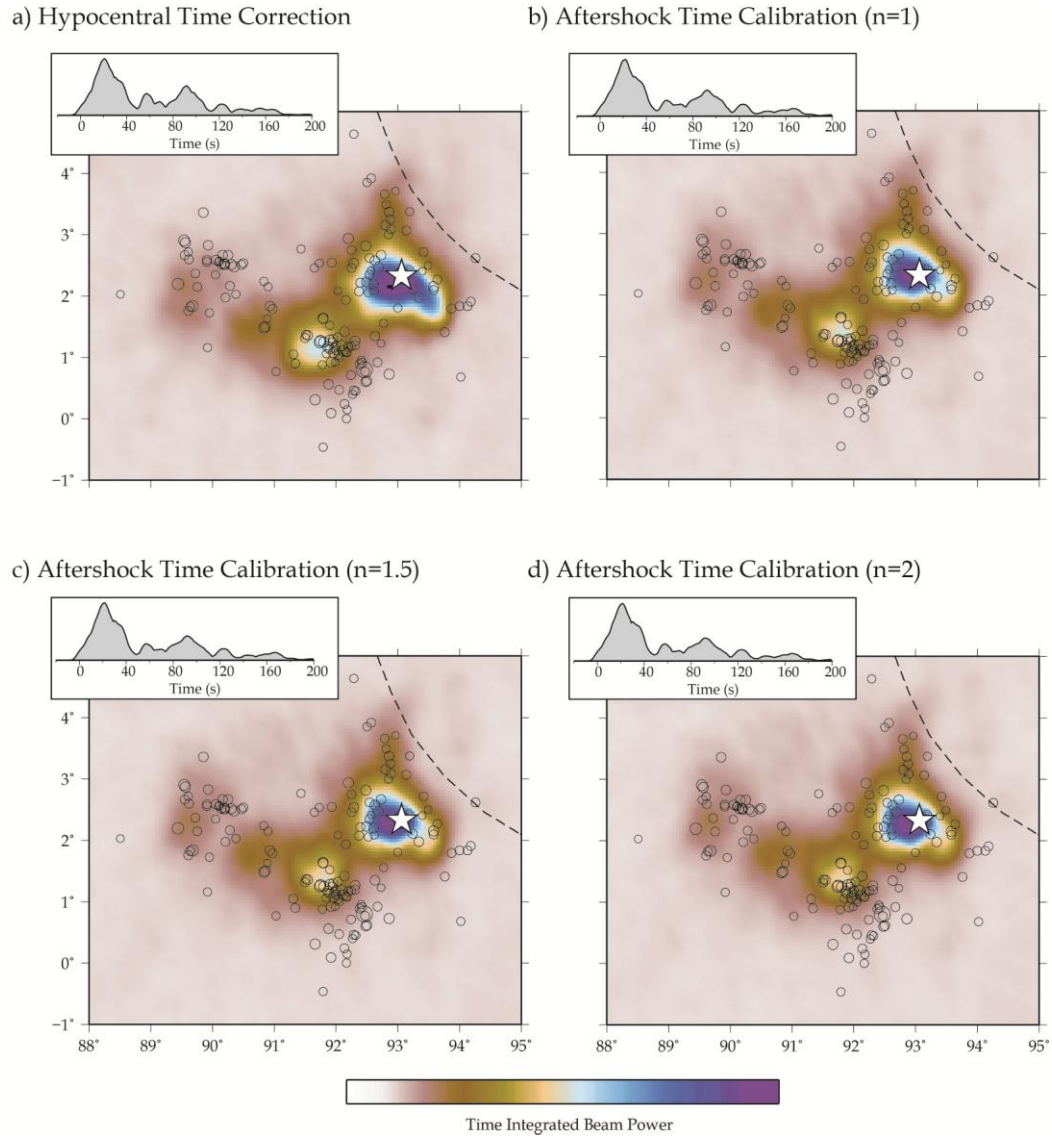 a) Hypocentral Time Correction
b) Aftershock Time Calibration (n=1)
0 40 80 120 160 200
Time (s)
0 40 80 120 160 200
Time (s)
4˚
3˚
2˚
1˚
0˚
−1˚
c) Aftershock Time Calibration (n=1.5)
d) Aftershock Time Calibration (n=2)
0 40 80 120 160 200
Time (s)
0 40 80 120 160 200
Time (s)
4˚
3˚
2˚
1˚
0˚
−1˚
88˚ 89˚ 90˚ 91˚ 92˚ 93˚ 94˚ 95˚
88˚ 89˚ 90˚ 91˚ 92˚ 93˚ 94˚ 95˚
Time Integrated Beam Power